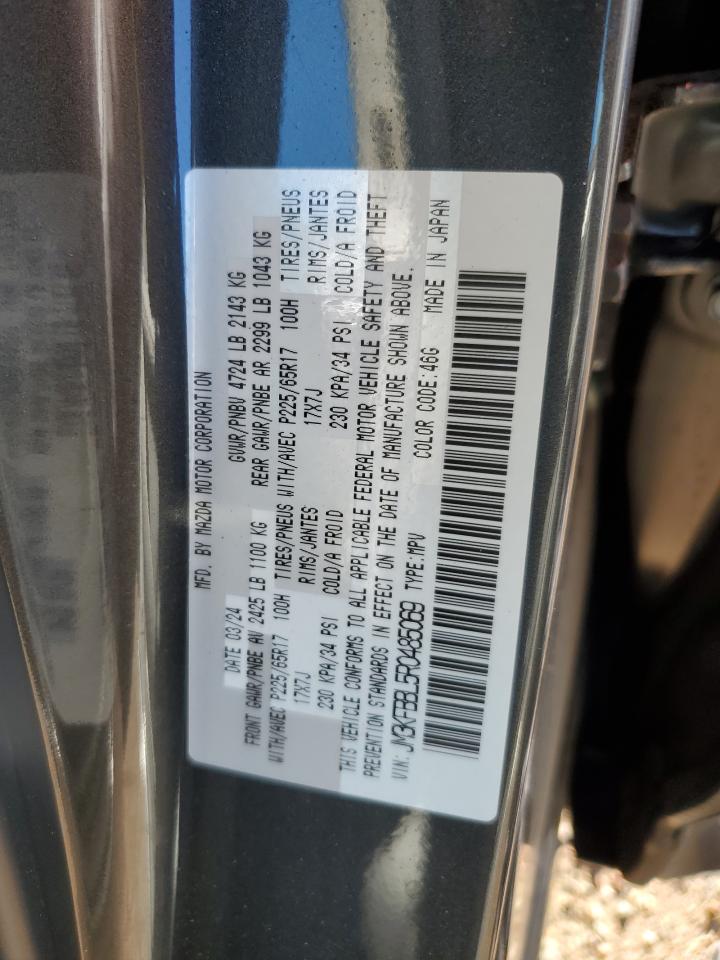 MFD. BY MAZDA MOTOR CORPORATION
DATE 03/24 GVWR/PNBV 4724 LB 2143 KG
FRONT GAWR/PNBE AV 2425 LB 1100 KG REAR GAWR/PNBE AR 2299 LB 1043 KG
WITH/AVEC P225/65R17 100H TIRES/PNEUS WITH/AVEC P225/65R17 100H TIRES/PNEUS
17X7J RIMS/JANTES 17X7J RIMS/JANTES
230 KPA/34 PSI COLD/A FROID 230 KPA/34 PSI COLD/A FROID
THIS VEHICLE CONFORMS TO ALL APPLICABLE FEDERAL MOTOR VEHICLE SAFETY AND THEFT
PREVENTION STANDARDS IN EFFECT ON THE DATE OF MANUFACTURE SHOWN ABOVE.
VIN: JM3KFBBL5R0485069 TYPE:MPV COLOR CODE:46G MADE IN JAPAN